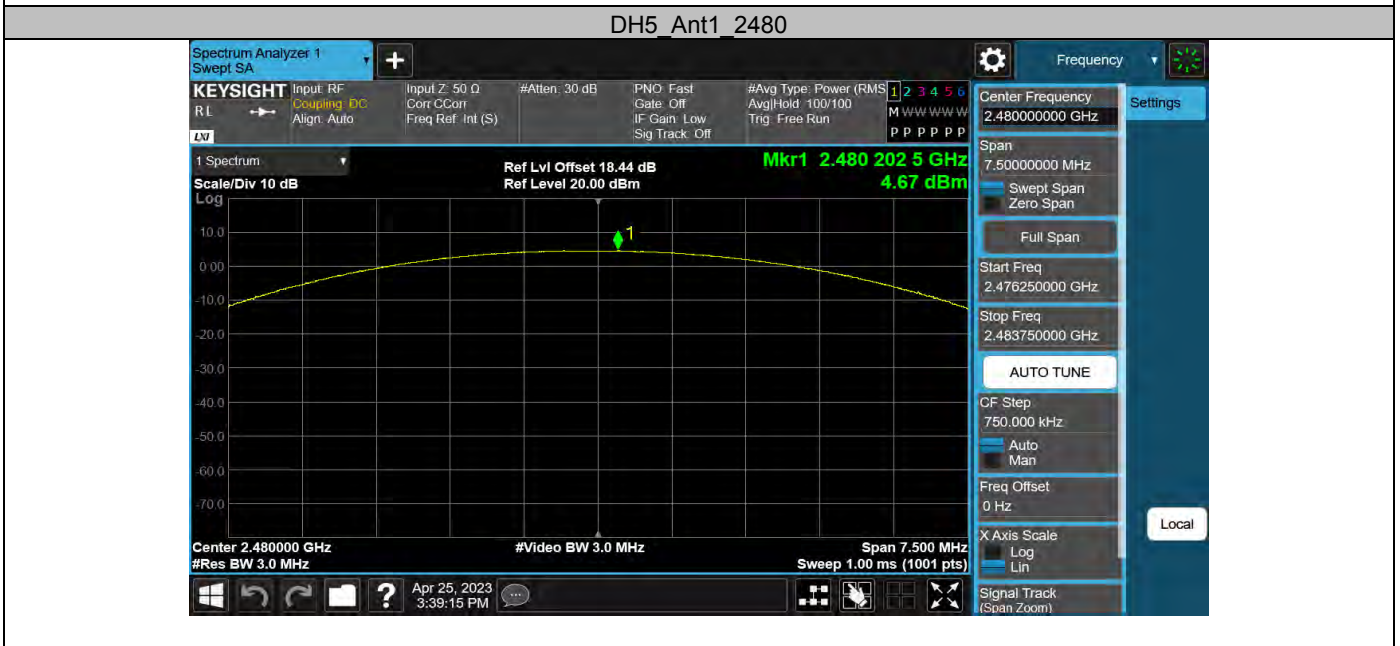 DH5_Ant1_2480
Spectrum Analyzer 1
Swept SA
Frequency
KEYSIGHT
RL
LXI
Input: RF
Coupling: DC
Align: Auto
Input Z: 50 Ω
Corr CCorr
Freq Ref: Int (S)
#Atten: 30 dB
PNO: Fast
Gate: Off
IF Gain: Low
Sig Track: Off
#Avg Type: Power (RMS
Avg|Hold: 100/100
Trig: Free Run
1 2 3 4 5 6
M W W W W W
P P P P P P
1 Spectrum
Scale/Div 10 dB
Log
Ref Lvl Offset 18.44 dB
Ref Level 20.00 dBm
Mkr1 2.480 202 5 GHz
4.67 dBm
1
10.0
0.00
-10.0
-20.0
-30.0
-40.0
-50.0
-60.0
-70.0
Center 2.480000 GHz
#Res BW 3.0 MHz
#Video BW 3.0 MHz
Span 7.500 MHz
Sweep 1.00 ms (1001 pts)
Center Frequency
2.480000000 GHz
Settings
Span
7.50000000 MHz
Swept Span
Zero Span
Full Span
Start Freq
2.476250000 GHz
Stop Freq
2.483750000 GHz
AUTO TUNE
CF Step
750.000 kHz
Auto
Man
Freq Offset
0 Hz
X Axis Scale
Log
Lin
Local
Signal Track
(Span Zoom)
?
Apr 25, 2023
3:39:15 PM